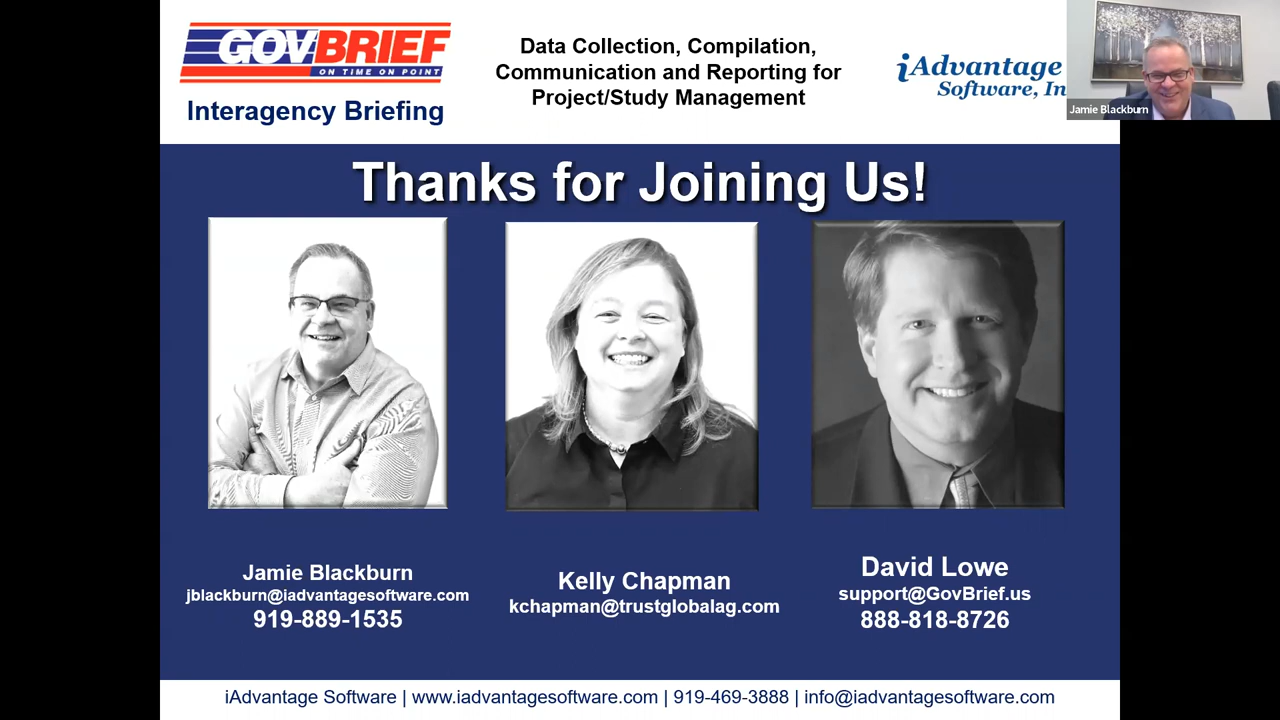 GOVBRIEF
ON TIME ON POINT
Interagency Briefing
Data Collection, Compilation,
Communication and Reporting for
Project/Study Management
iAdvantage
Software, In
Jamie Blackburn
Thanks for Joining Us!
Jamie Blackburn
jblackburn@iadvantagesoftware.com
919-889-1535
Kelly Chapman
kchapman@trustglobalag.com
David Lowe
support@GovBrief.us
888-818-8726
iAdvantage Software | www.iadvantagesoftware.com | 919-469-3888 | info@iadvantagesoftware.com